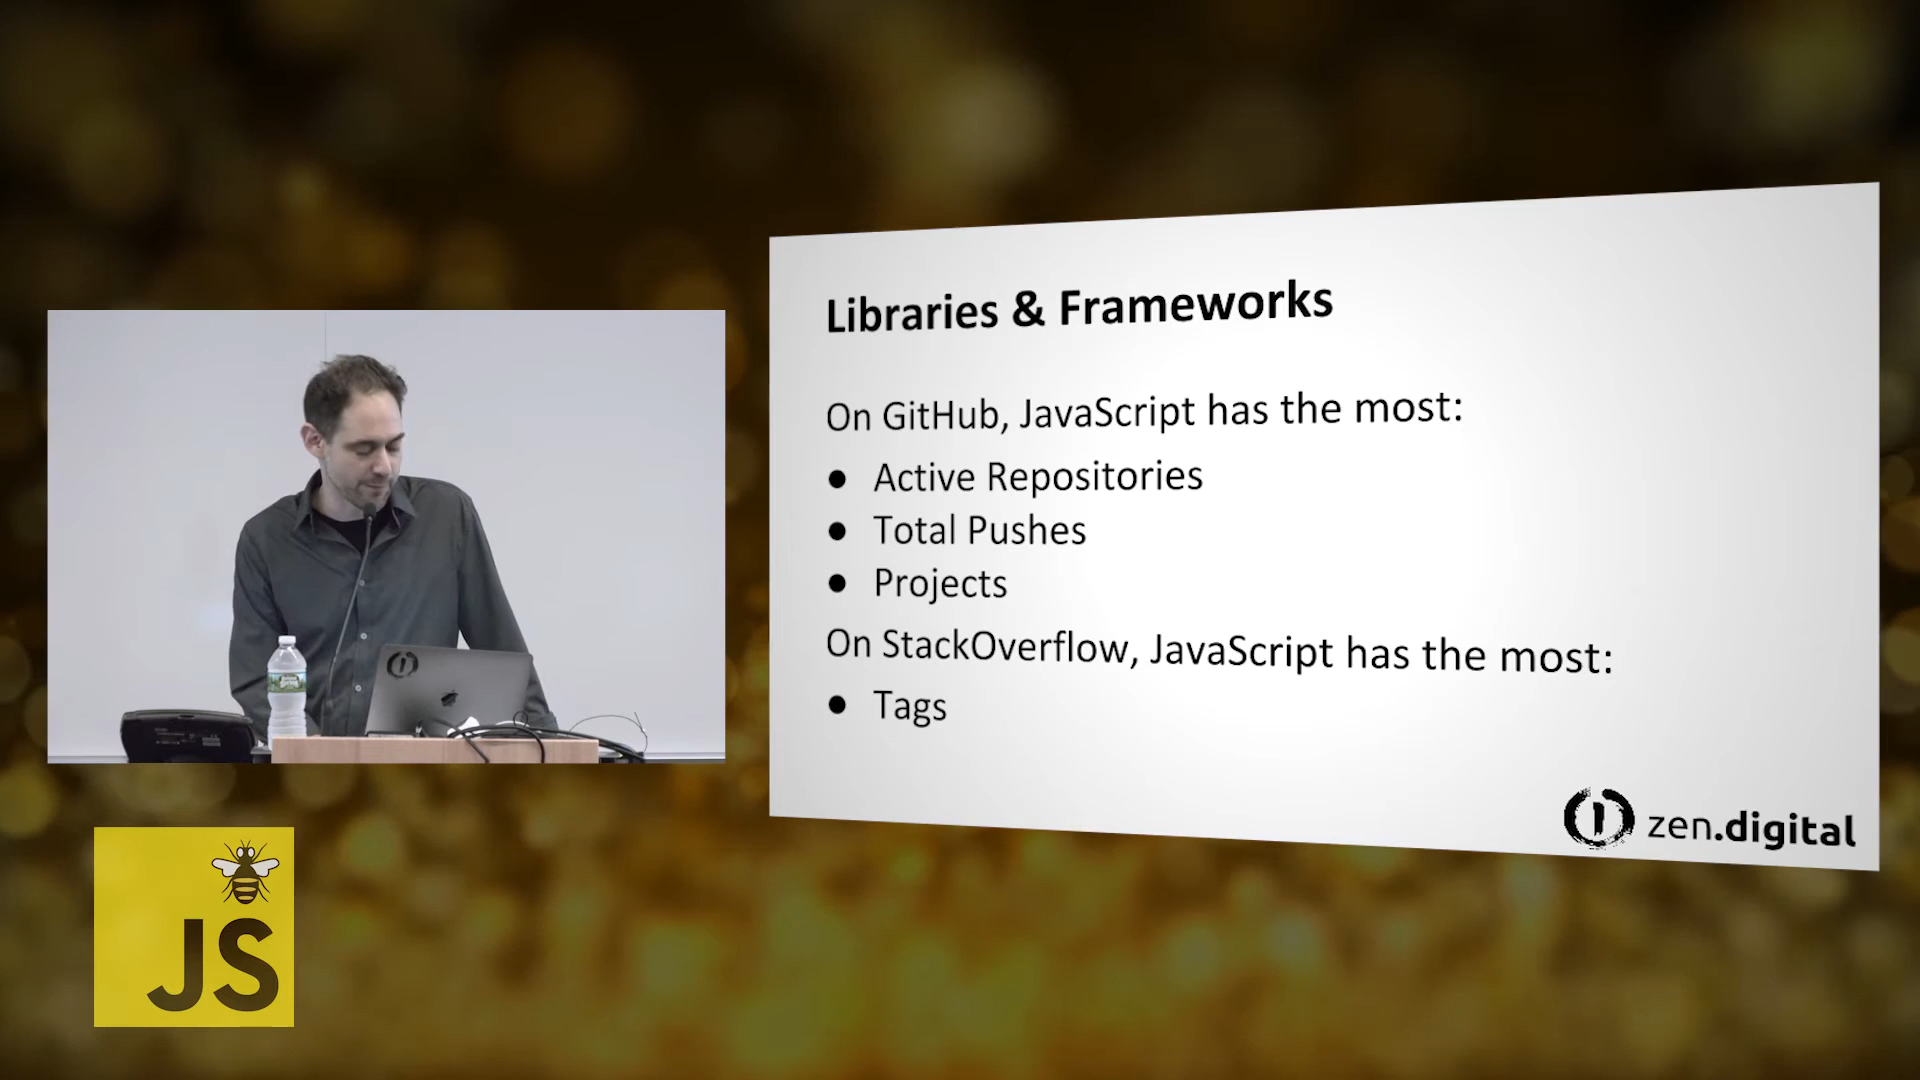 Libraries & Frameworks
On GitHub, JavaScript has the most:
● Active Repositories
● Total Pushes
● Projects
On StackOverflow, JavaScript has the most:
● Tags
zen.digital
JS